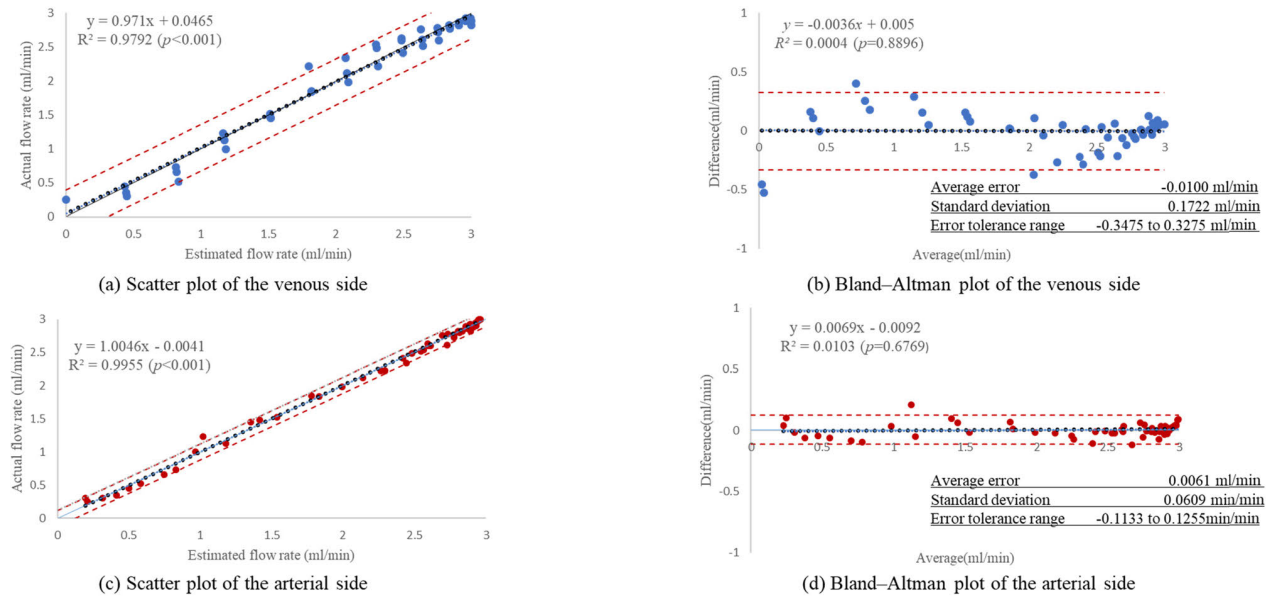 y = 0.971x + 0.0465
R² = 0.9792 (p<0.001)
Actual flow rate (ml/min)
3
2.5
2
1.5
1
0.5
0
0
0.5
1
1.5
2
2.5
3
Estimated flow rate (ml/min)
(a) Scatter plot of the venous side
y = -0.0036x + 0.005
R² = 0.0004 (p=0.8896)
Difference(ml/min)
1
0.5
0
-0.5
-1
0
0.5
1
1.5
2
2.5
3
Average error -0.0100 ml/min
Standard deviation 0.1722 ml/min
Error tolerance range -0.3475 to 0.3275 ml/min
Average(ml/min)
(b) Bland–Altman plot of the venous side
y = 1.0046x - 0.0041
R² = 0.9955 (p<0.001)
Actual flow rate (ml/min)
3
2.5
2
1.5
1
0.5
0
0
0.5
1
1.5
2
2.5
3
Estimated flow rate (ml/min)
(c) Scatter plot of the arterial side
y = 0.0069x - 0.0092
R² = 0.0103 (p=0.6769)
Difference(ml/min)
1
0.5
0
-0.5
-1
0
0.5
1
1.5
2
2.5
3
Average error 0.0061 ml/min
Standard deviation 0.0609 min/min
Error tolerance range -0.1133 to 0.1255min/min
Average(ml/min)
(d) Bland–Altman plot of the arterial side